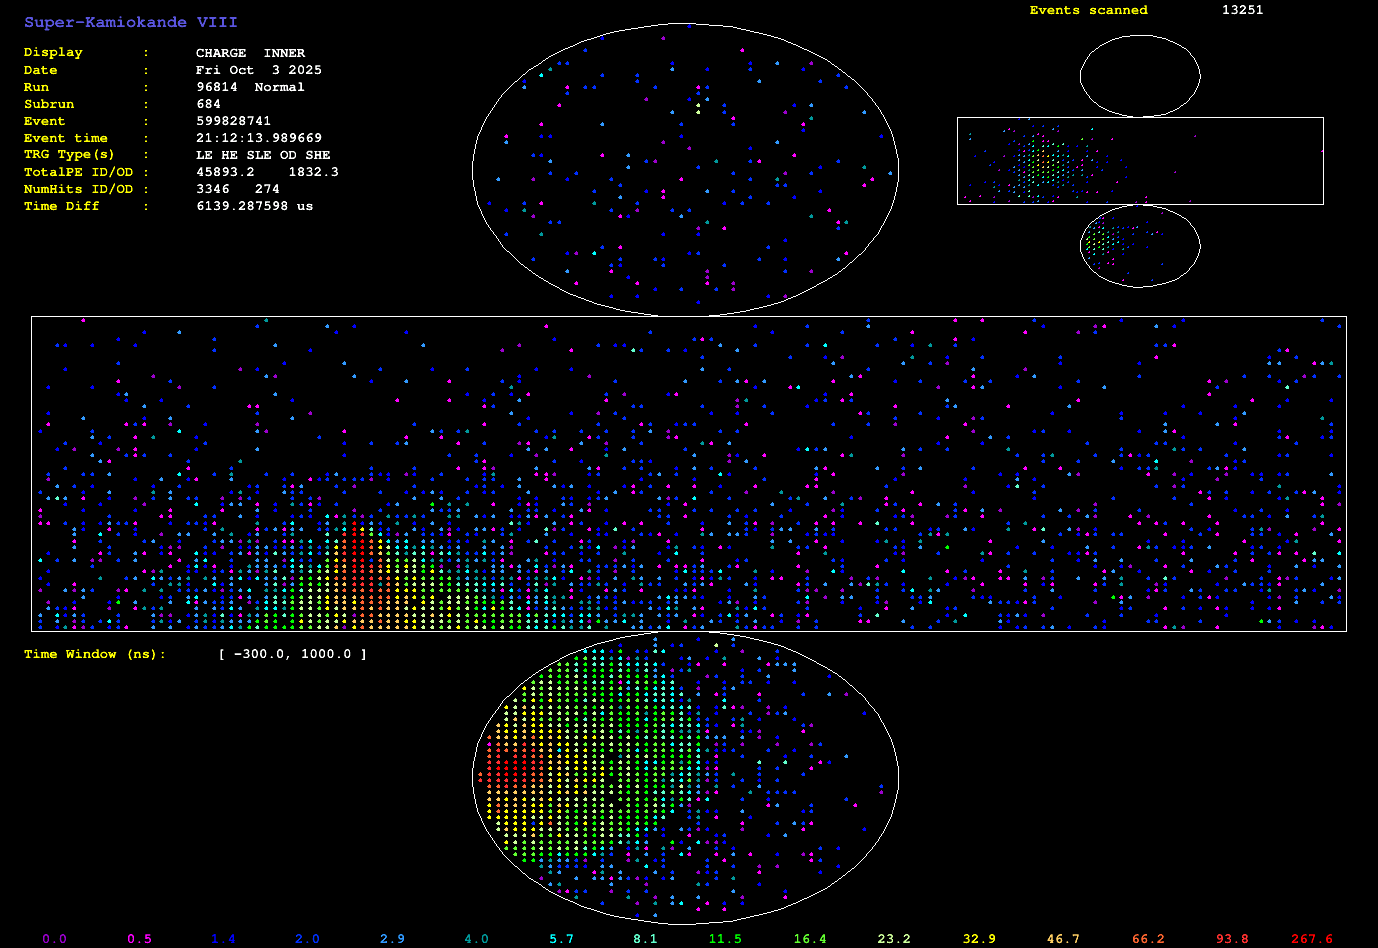 Super-Kamiokande VIII
Events scanned 13251
Display : CHARGE INNER
Date : Fri Oct 3 2025
Run : 96814 Normal
Subrun : 684
Event : 599828741
Event time : 21:12:13.989669
TRG Type(s) : LE HE SLE OD SHE
TotalPE ID/OD : 45893.2 1832.3
NumHits ID/OD : 3346 274
Time Diff : 6139.287598 us
Time Window (ns): [ -300.0, 1000.0 ]
0.0 0.5 1.4 2.0 2.9 4.0 5.7 8.1 11.5 16.4 23.2 32.9 46.7 66.2 93.8 267.6